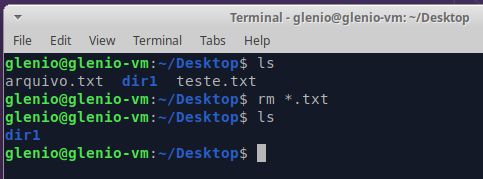 Terminal - glenio@glenio-vm: ~/Desktop
File Edit View Terminal Tabs Help
glenio@glenio-vm:~/Desktop$ ls
arquivo.txt  dir1  teste.txt
glenio@glenio-vm:~/Desktop$ rm *.txt
glenio@glenio-vm:~/Desktop$ ls
dir1
glenio@glenio-vm:~/Desktop$